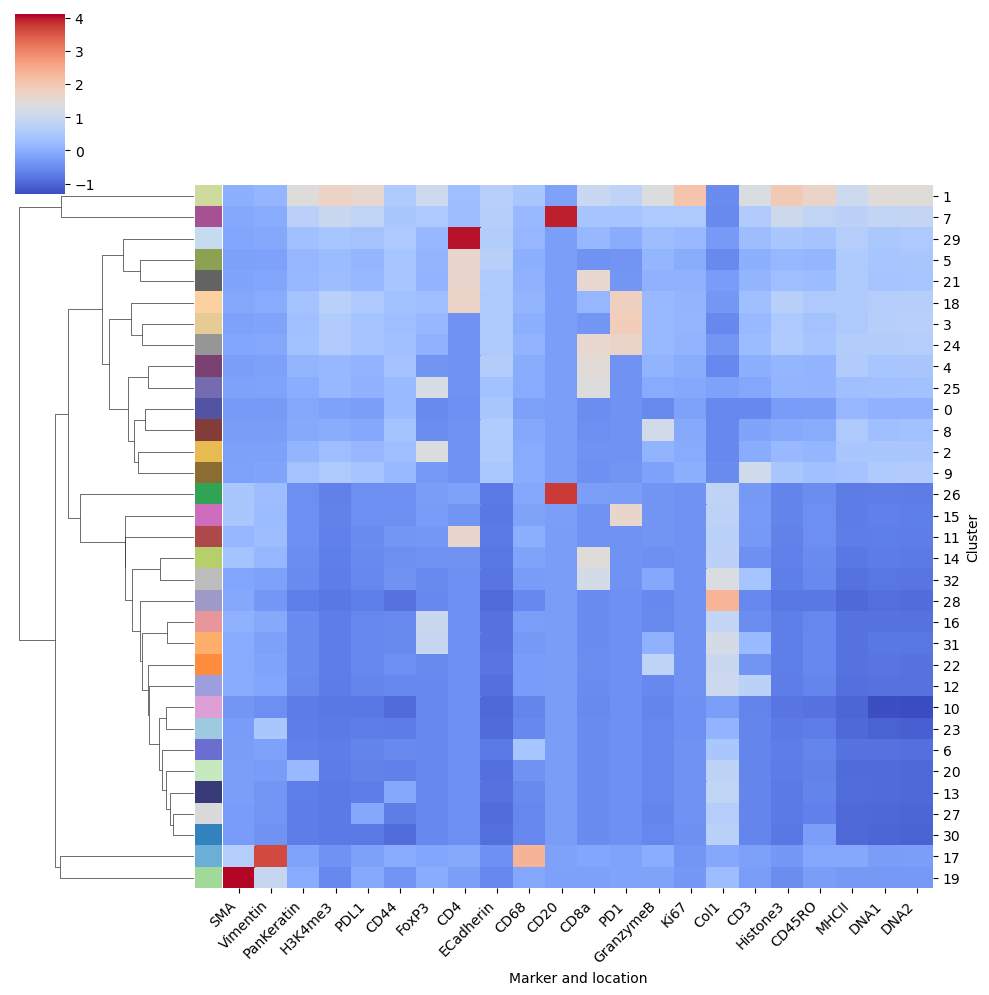 4
3
2
1
0
−1
1
7
29
5
21
18
3
24
4
25
0
8
2
9
26
15
11
14
32
28
16
31
22
12
10
23
6
20
13
27
30
17
19
Cluster
SMA
Vimentin
PanKeratin
H3K4me3
PDL1
CD44
FoxP3
CD4
ECadherin
CD68
CD20
CD8a
PD1
GranzymeB
Ki67
Col1
CD3
Histone3
CD45RO
MHCII
DNA1
DNA2
Marker and location